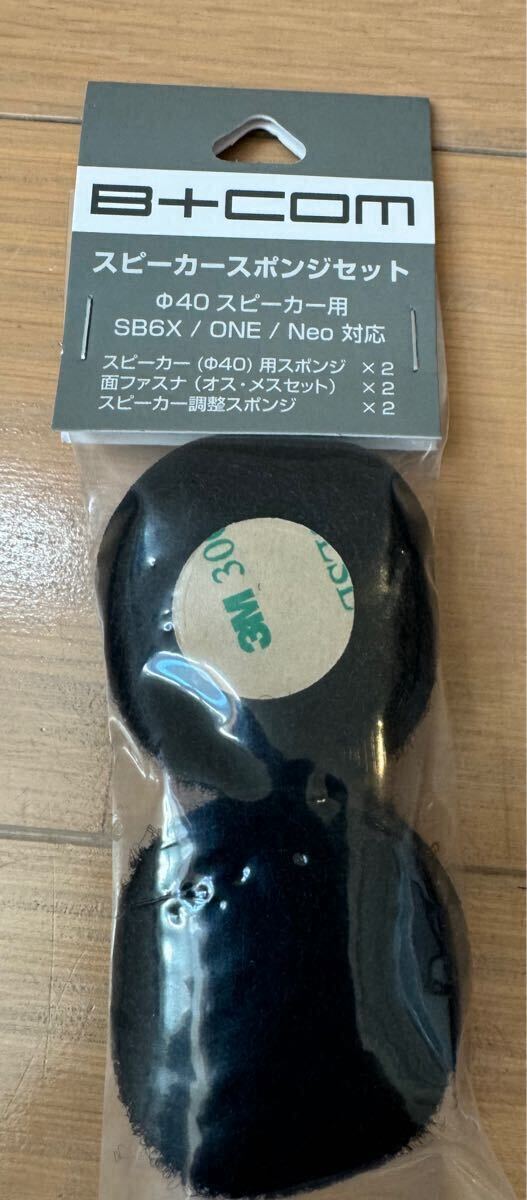 B+COM
スピーカースポンジセット
Φ40 スピーカー用
SB6X / ONE / Neo 対応
スピーカー (Φ40) 用スポンジ ×2
面ファスナ (オス・メスセット) ×2
スピーカー調整スポンジ ×2
3M 300